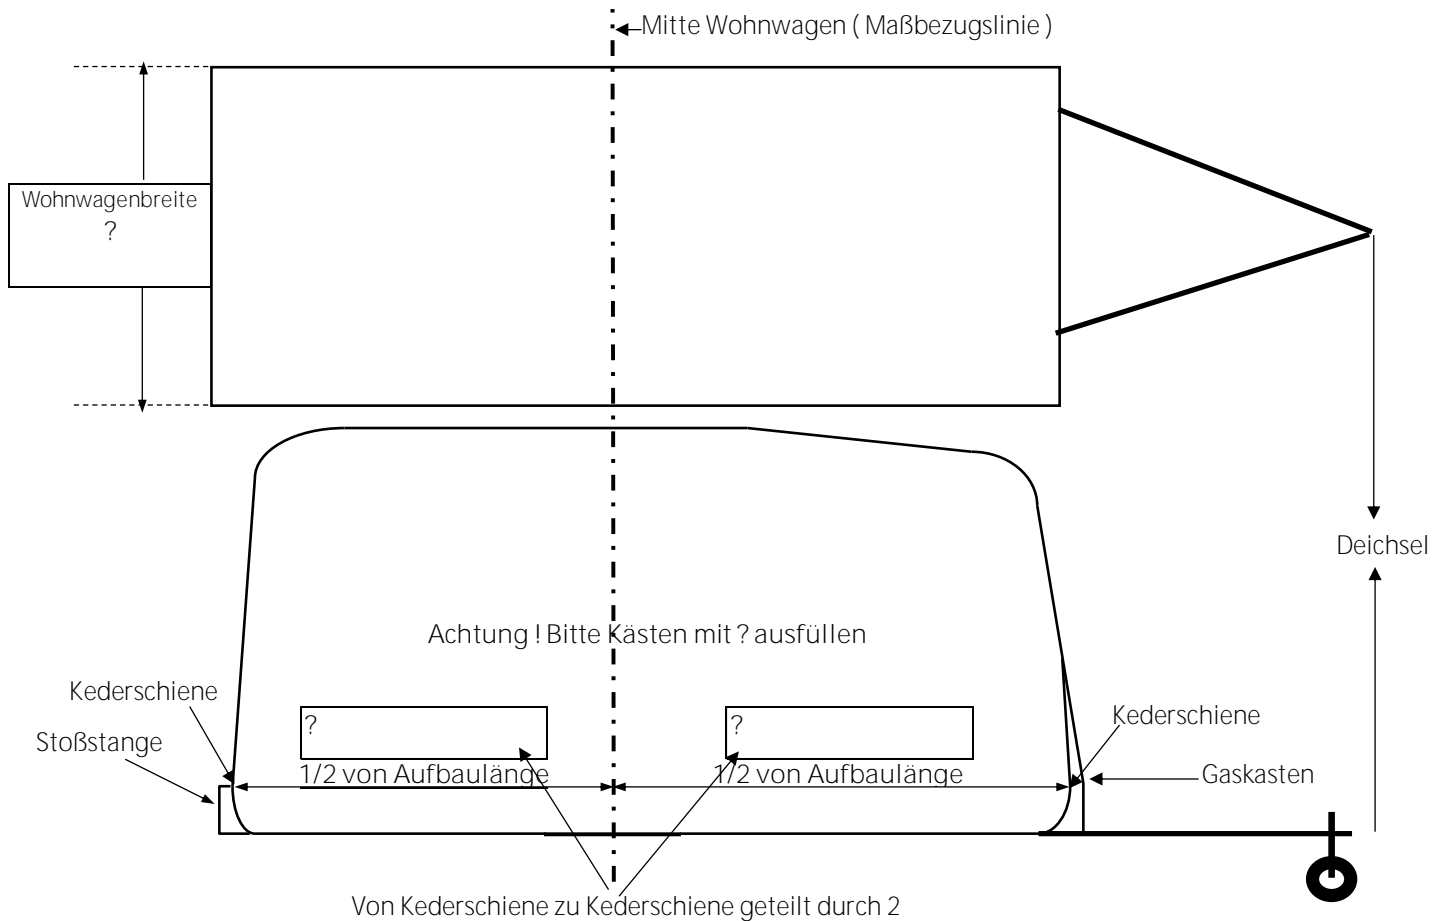 Mitte Wohnwagen ( Maßbezugslinie )
Wohnwagenbreite
?
Deichsel
Achtung ! Bitte Kästen mit ? ausfüllen
Kederschiene
Stoßstange
?
?
Kederschiene
1/2 von Aufbaulänge
1/2 von Aufbaulänge
Gaskasten
Von Kederschiene zu Kederschiene geteilt durch 2